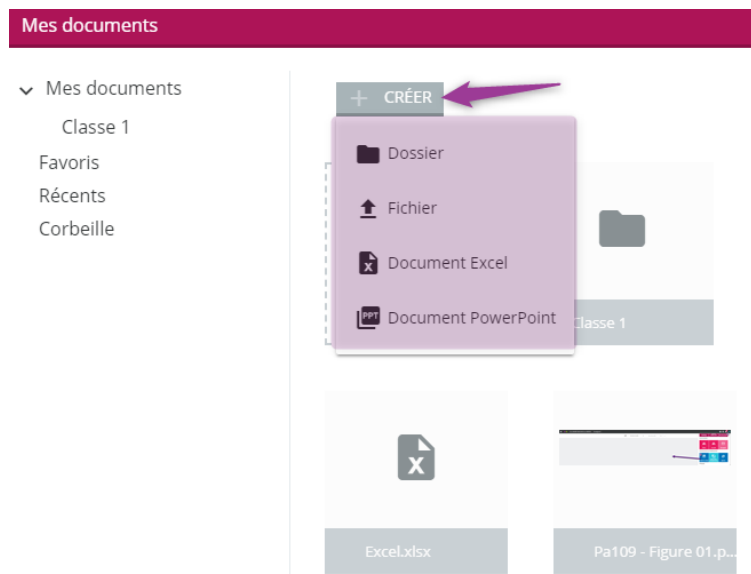 Mes documents
Mes documents
Classe 1
Favoris
Récents
Corbeille
+ CRÉER
Dossier
Fichier
X Document Excel
PPT Document PowerPoint
Classe 1
X
Excel.xlsx
Pa109 - Figure 01.p...